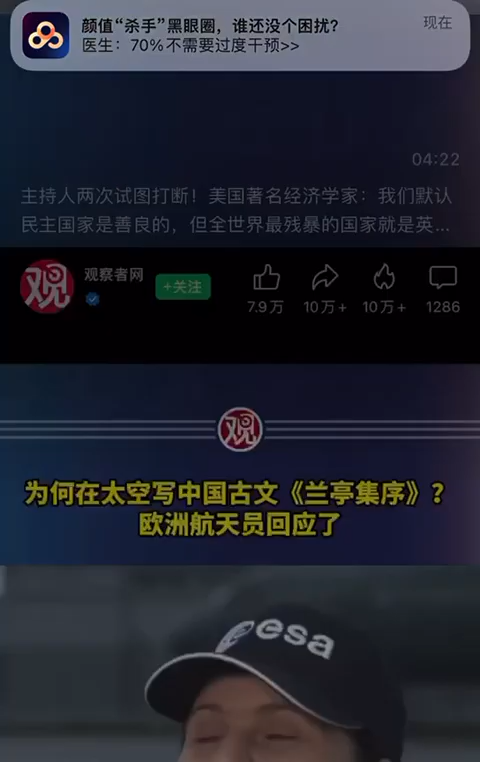 颜值“杀手”黑眼圈，谁还没个困扰？
现在
医生：70%不需要过度干预>>
04:22
主持人两次试图打断！美国著名经济学家：我们默认
民主国家是善良的，但全世界最残暴的国家就是英...
观
观察者网
+关注
7.9万
10万+
10万+
1286
观
为何在太空写中国古文《兰亭集序》？
欧洲航天员回应了
esa